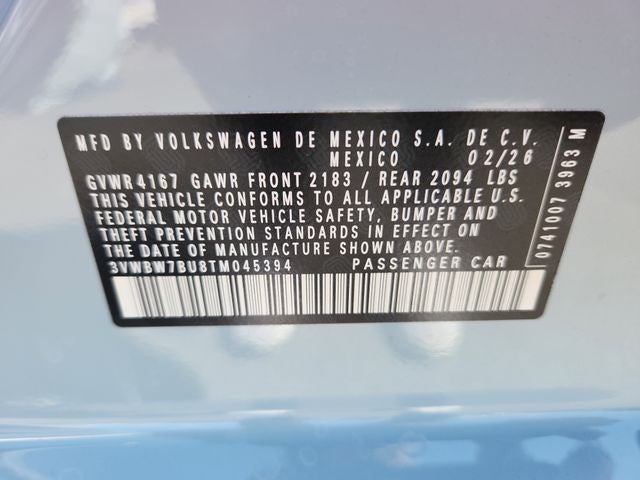 MFD BY VOLKSWAGEN DE MEXICO S.A. DE C.V.
MEXICO 02/26
GVWR 4167 GAWR FRONT 2183 / REAR 2094 LBS
THIS VEHICLE CONFORMS TO ALL APPLICABLE U.S.
FEDERAL MOTOR VEHICLE SAFETY, BUMPER AND
THEFT PREVENTION STANDARDS IN EFFECT ON
THE DATE OF MANUFACTURE SHOWN ABOVE.
3VWBW7BU8TM045394 PASSENGER CAR
0741007 3963 M